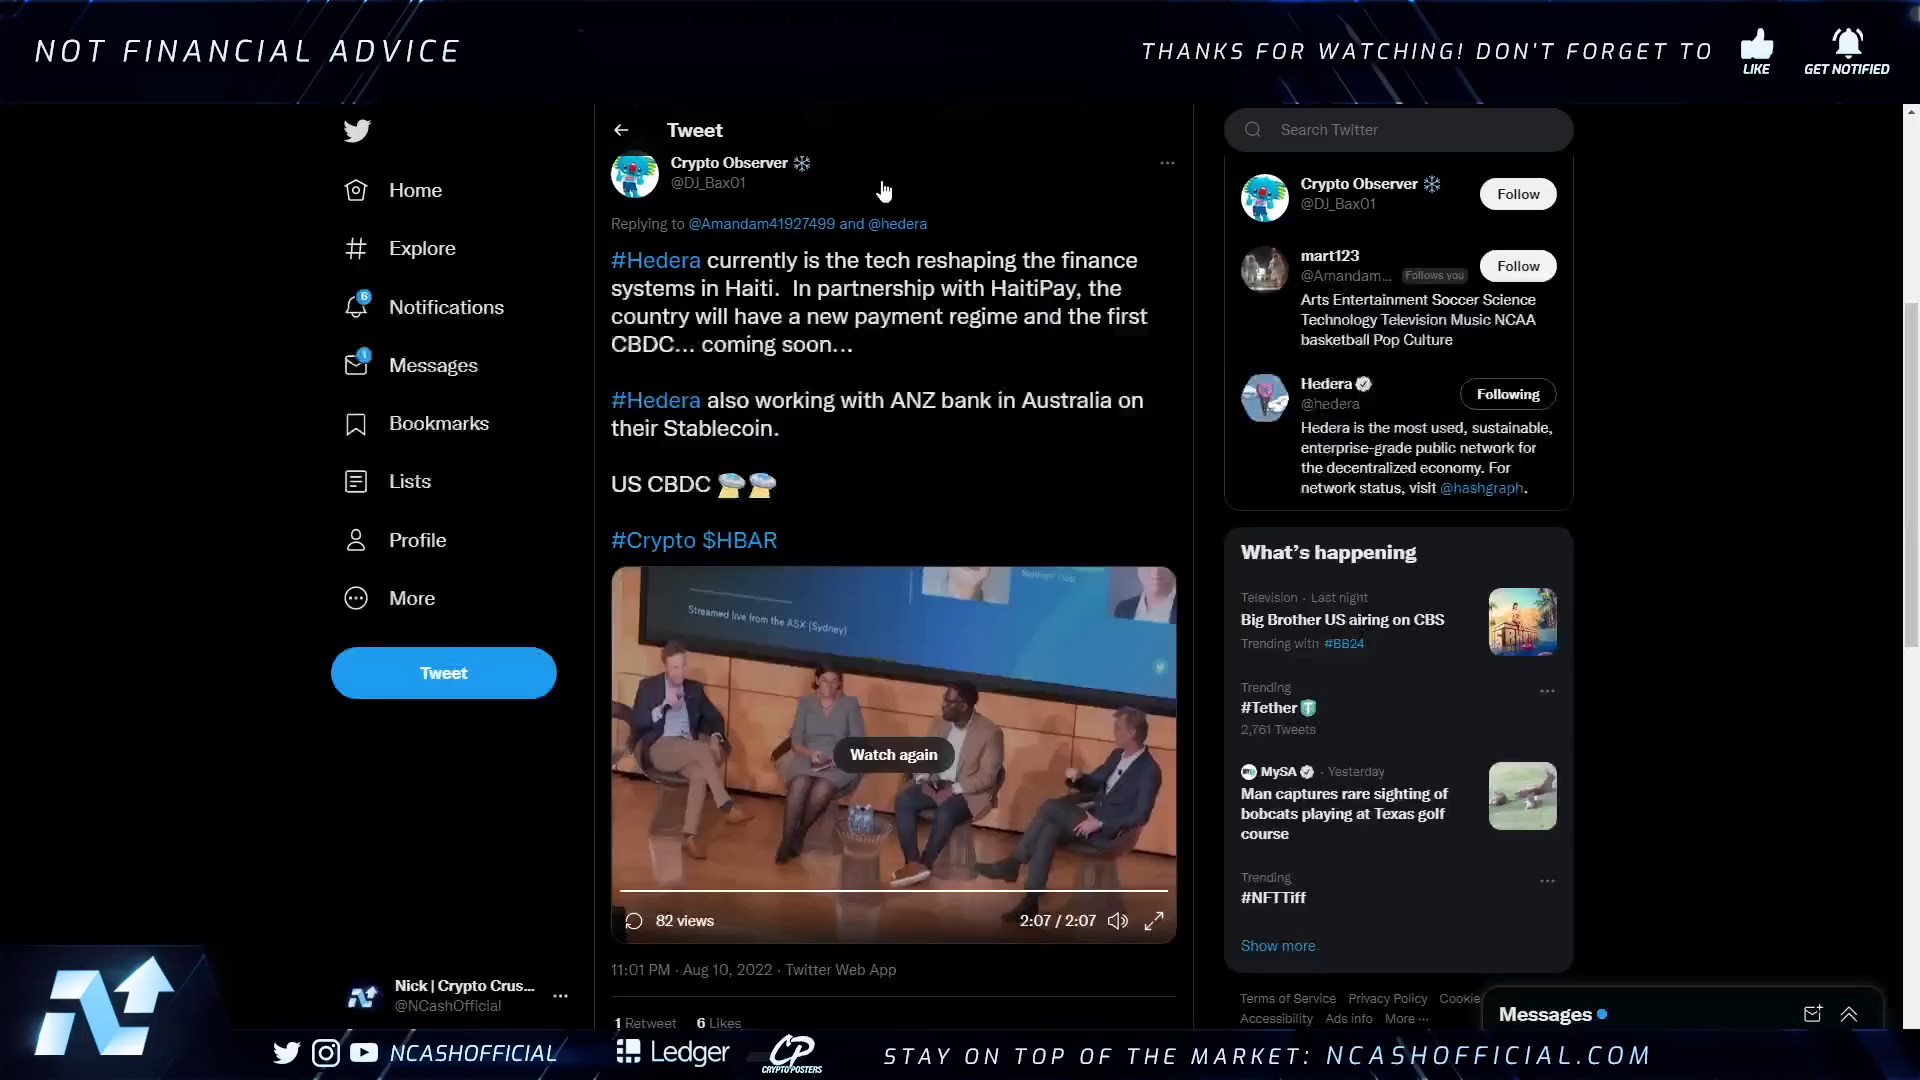 NOT FINANCIAL ADVICE
THANKS FOR WATCHING! DON'T FORGET TO
LIKE
GET NOTIFIED
Home
Explore
6
Notifications
1
Messages
Bookmarks
Lists
Profile
More
Tweet
Nick | Crypto Crus...
@NCashOfficial
Tweet
Crypto Observer
@DJ_Bax01
Replying to @Amandam41927499 and @hedera
#Hedera currently is the tech reshaping the finance
systems in Haiti. In partnership with HaitiPay, the
country will have a new payment regime and the first
CBDC... coming soon...
#Hedera also working with ANZ bank in Australia on
their Stablecoin.
US CBDC
#Crypto $HBAR
Streamed live from the ASX (Sydney)
Watch again
82 views
2:07 / 2:07
11:01 PM · Aug 10, 2022 · Twitter Web App
1 Retweet 6 Likes
Search Twitter
Crypto Observer
@DJ_Bax01
Follow
mart123
@Amandam... Follows you
Follow
Arts Entertainment Soccer Science
Technology Television Music NCAA
basketball Pop Culture
Hedera
@hedera
Following
Hedera is the most used, sustainable,
enterprise-grade public network for
the decentralized economy. For
network status, visit @hashgraph.
What's happening
Television · Last night
Big Brother US airing on CBS
Trending with #BB24
Trending
#Tether
2,761 Tweets
MySA · Yesterday
Man captures rare sighting of
bobcats playing at Texas golf
course
Trending
#NFTTiff
Show more
Terms of Service Privacy Policy Cookie
Accessibility Ads info More ...
Messages
NCASHOFFICIAL
Ledger
CP
CRYPTO POSTERS
STAY ON TOP OF THE MARKET: NCASHOFFICIAL.COM